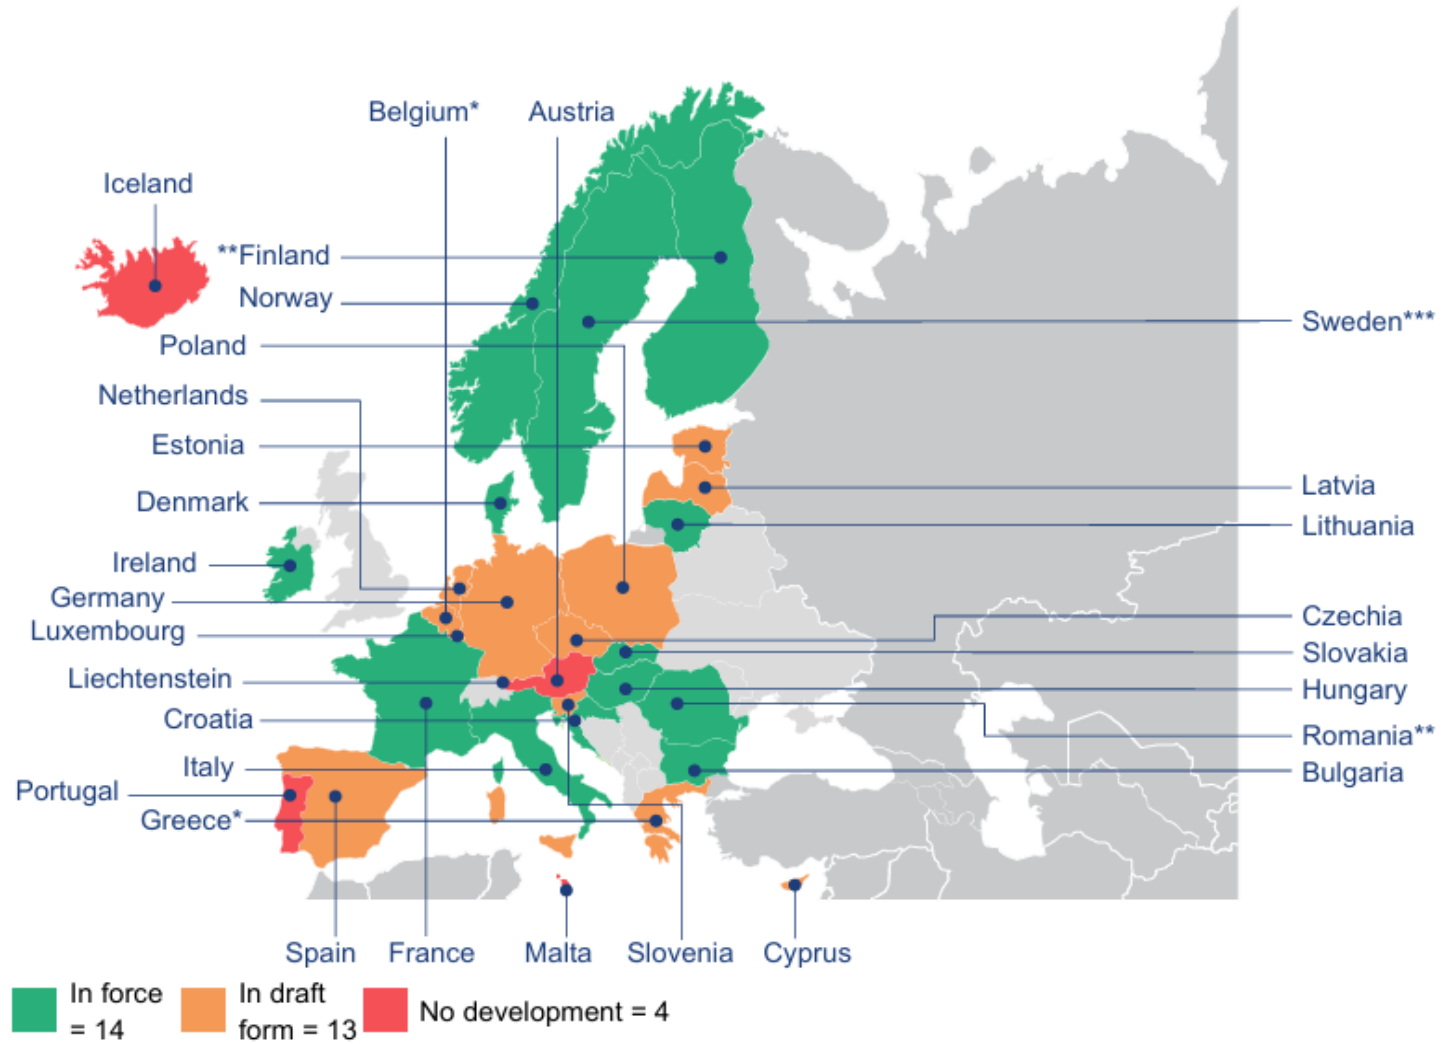 Belgium*
Austria
Iceland
**Finland
Norway
Sweden***
Poland
Netherlands
Estonia
Latvia
Denmark
Lithuania
Ireland
Germany
Czechia
Luxembourg
Slovakia
Liechtenstein
Hungary
Croatia
Romania**
Italy
Bulgaria
Portugal
Greece*
Spain
France
Malta
Slovenia
Cyprus
In force
= 14
In draft
form = 13
No development = 4